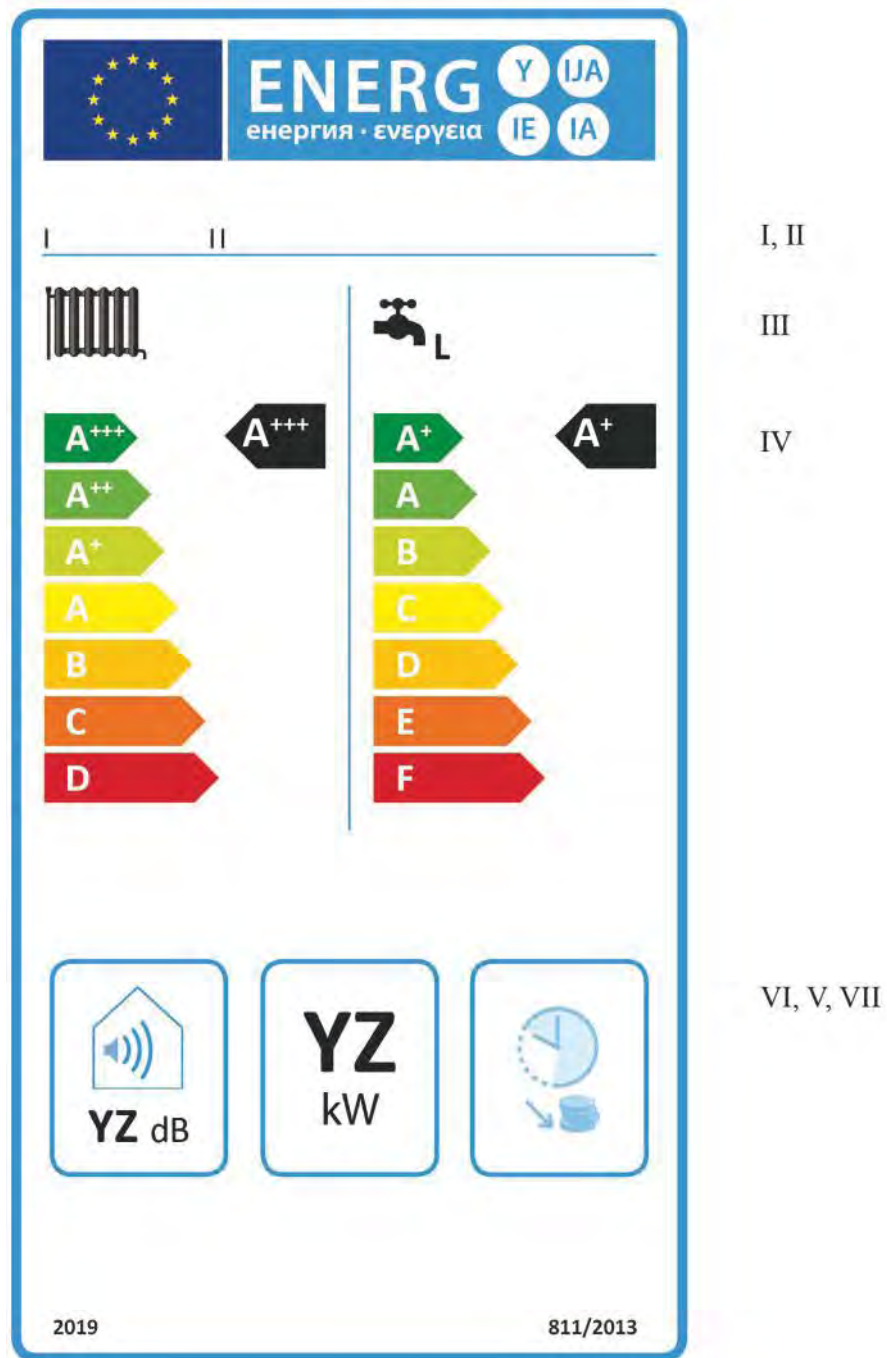 ENERG Y IJA
енергия · ενεργεια IE IA
I II I, II
III
L
A+++ A+++ A+ A+ IV
A++ A
A+ B
A C
B D
C E
D F
VI, V, VII
YZ dB
YZ
kW
2019 811/2013